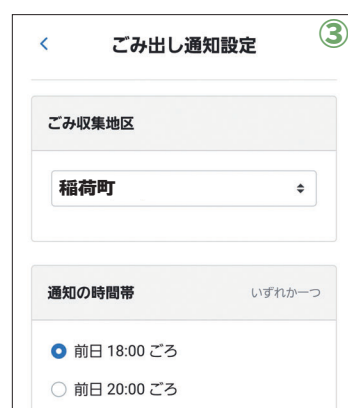 ③
< ごみ出し通知設定
ごみ収集地区
稲荷町
通知の時間帯 いずれか一つ
前日 18:00 ごろ
前日 20:00 ごろ